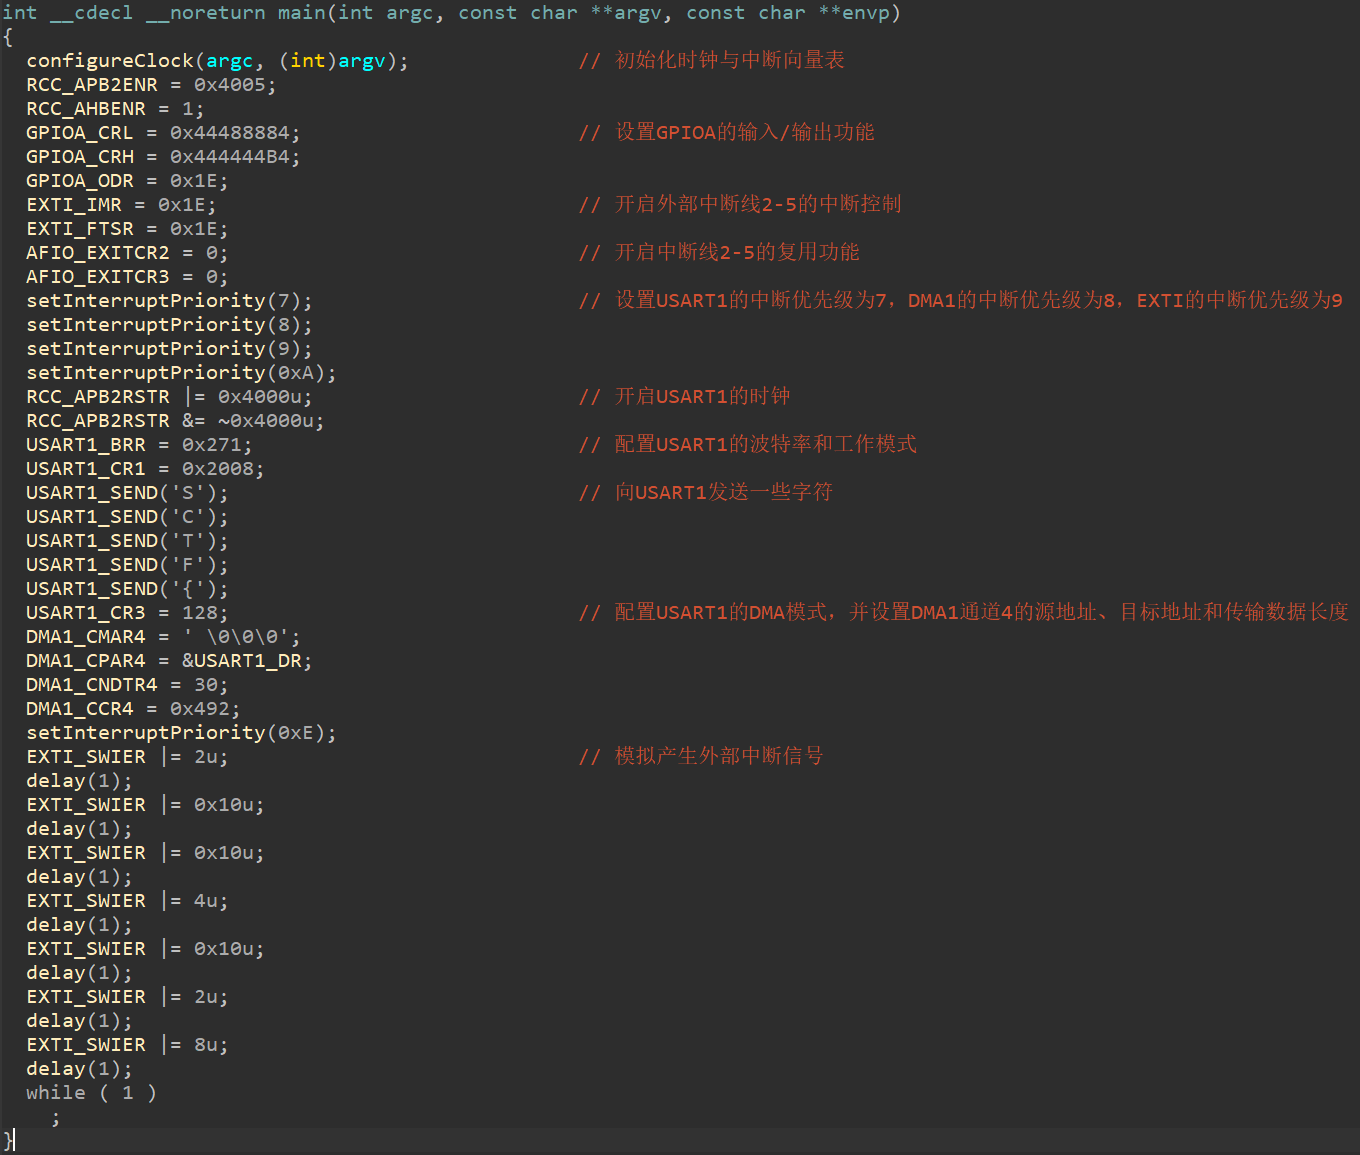 int __cdecl __noreturn main(int argc, const char **argv, const char **envp)
{
configureClock(argc, (int)argv); // 初始化时钟与中断向量表
RCC_APB2ENR = 0x4005;
RCC_AHBENR = 1;
GPIOA_CRL = 0x44488884; // 设置GPIOA的输入/输出功能
GPIOA_CRH = 0x444444B4;
GPIOA_ODR = 0x1E;
EXTI_IMR = 0x1E; // 开启外部中断线2-5的中断控制
EXTI_FTSR = 0x1E;
AFIO_EXITCR2 = 0; // 开启中断线2-5的复用功能
AFIO_EXITCR3 = 0;
setInterruptPriority(7); // 设置USART1的中断优先级为7，DMA1的中断优先级为8，EXTI的中断优先级为9
setInterruptPriority(8);
setInterruptPriority(9);
setInterruptPriority(0xA);
RCC_APB2RSTR |= 0x4000u; // 开启USART1的时钟
RCC_APB2RSTR &= ~0x4000u;
USART1_BRR = 0x271; // 配置USART1的波特率和工作模式
USART1_CR1 = 0x2008;
USART1_SEND('S'); // 向USART1发送一些字符
USART1_SEND('C');
USART1_SEND('T');
USART1_SEND('F');
USART1_SEND('{');
USART1_CR3 = 128; // 配置USART1的DMA模式，并设置DMA1通道4的源地址、目标地址和传输数据长度
DMA1_CMAR4 = ' \0\0\0';
DMA1_CPAR4 = &USART1_DR;
DMA1_CNDTR4 = 30;
DMA1_CCR4 = 0x492;
setInterruptPriority(0xE);
EXTI_SWIER |= 2u; // 模拟产生外部中断信号
delay(1);
EXTI_SWIER |= 0x10u;
delay(1);
EXTI_SWIER |= 0x10u;
delay(1);
EXTI_SWIER |= 4u;
delay(1);
EXTI_SWIER |= 0x10u;
delay(1);
EXTI_SWIER |= 2u;
delay(1);
EXTI_SWIER |= 8u;
delay(1);
while ( 1 )
;
}